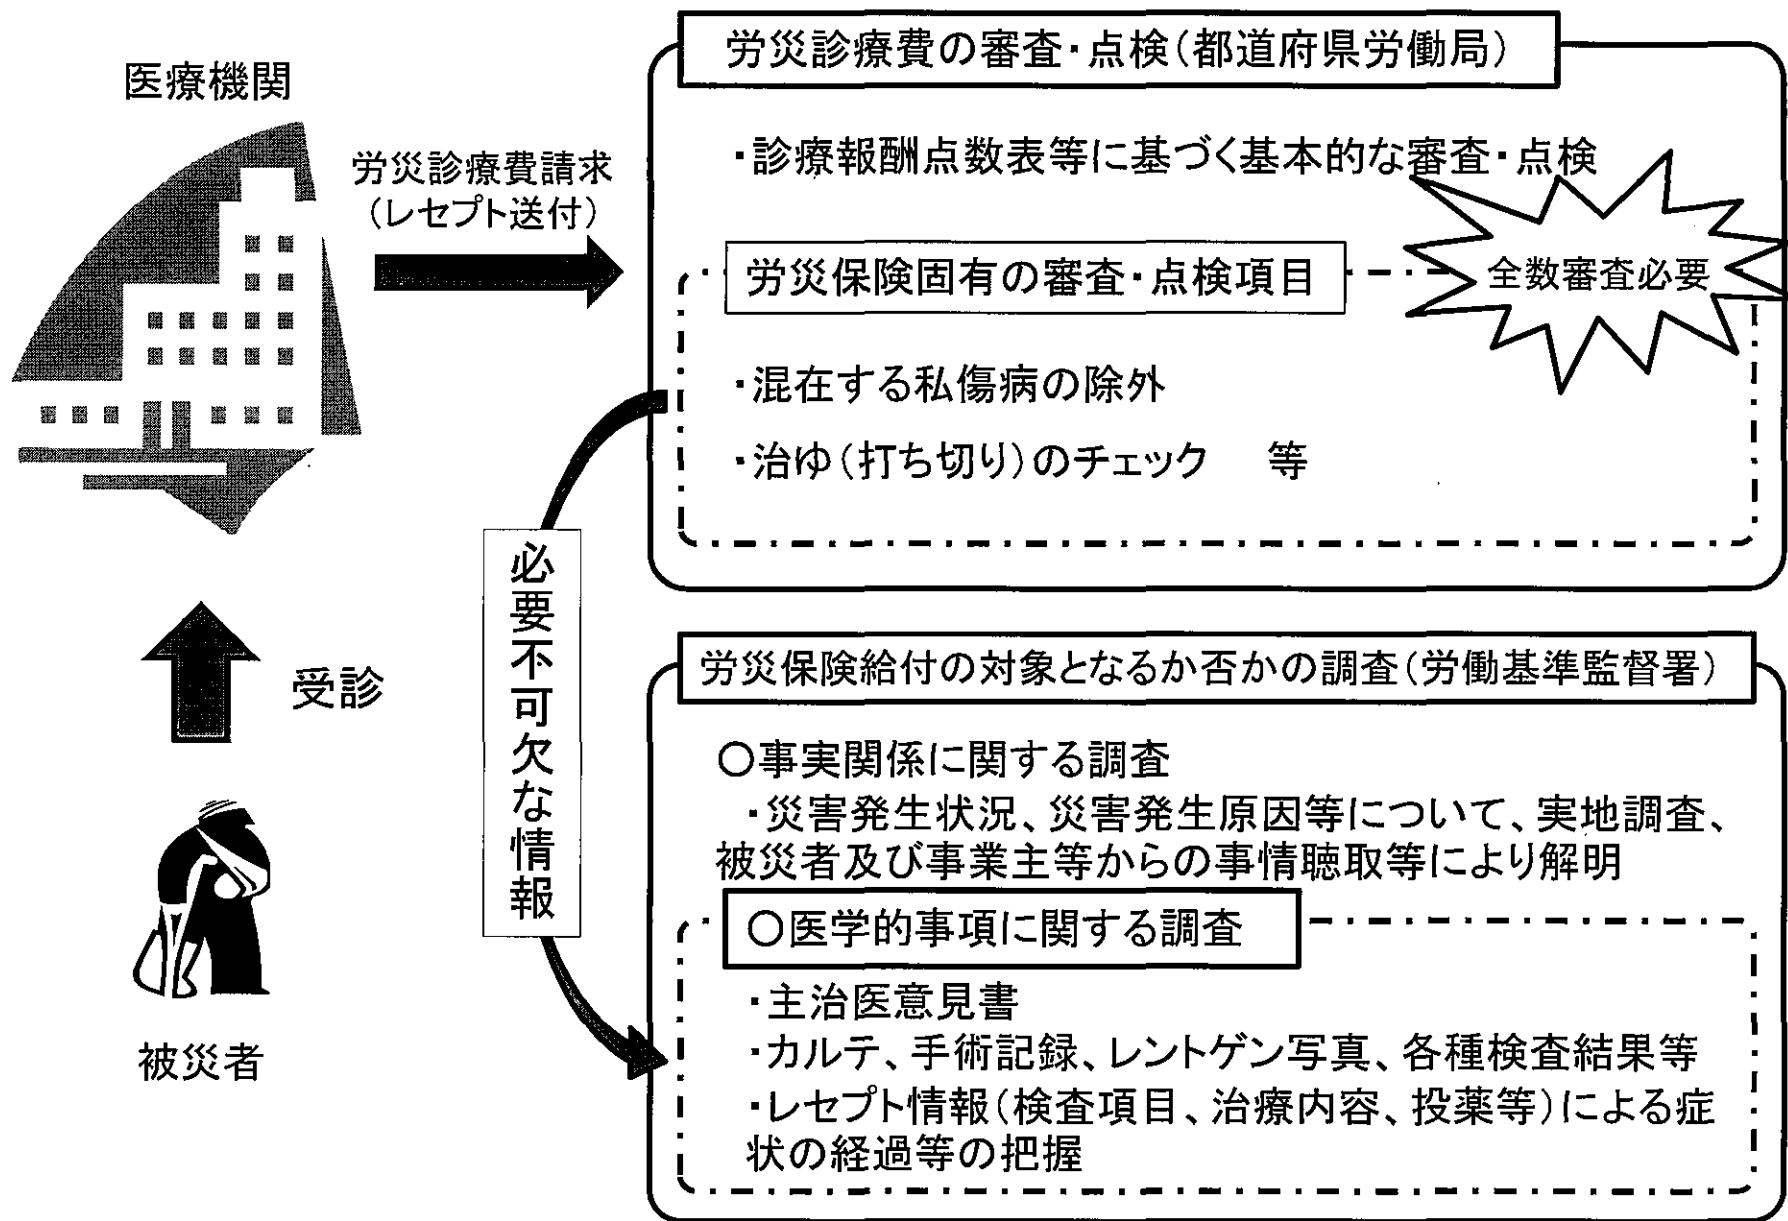 医療機関
労災診療費請求
（レセプト送付）
労災診療費の審査・点検（都道府県労働局）
・診療報酬点数表等に基づく基本的な審査・点検
全数審査必要
労災保険固有の審査・点検項目
・混在する私傷病の除外
・治ゆ（打ち切り）のチェック　等
必要不可欠な情報
受診
被災者
労災保険給付の対象となるか否かの調査（労働基準監督署）
○事実関係に関する調査
・災害発生状況、災害発生原因等について、実地調査、
被災者及び事業主等からの事情聴取等により解明
○医学的事項に関する調査
・主治医意見書
・カルテ、手術記録、レントゲン写真、各種検査結果等
・レセプト情報（検査項目、治療内容、投薬等）による症
状の経過等の把握